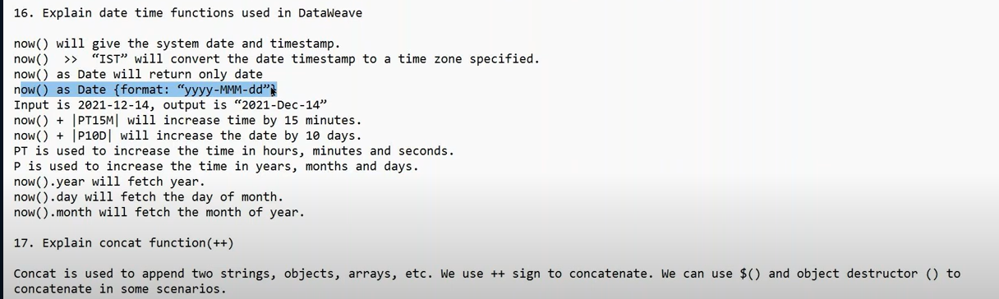 16. Explain date time functions used in DataWeave
now() will give the system date and timestamp.
now()  >>  “IST” will convert the date timestamp to a time zone specified.
now() as Date will return only date
now() as Date {format: “yyyy-MMM-dd”}
Input is 2021-12-14, output is “2021-Dec-14”
now() + |PT15M| will increase time by 15 minutes.
now() + |P10D| will increase the date by 10 days.
PT is used to increase the time in hours, minutes and seconds.
P is used to increase the time in years, months and days.
now().year will fetch year.
now().day will fetch the day of month.
now().month will fetch the month of year.
17. Explain concat function(++)
Concat is used to append two strings, objects, arrays, etc. We use ++ sign to concatenate. We can use $() and object destructor () to
concatenate in some scenarios.